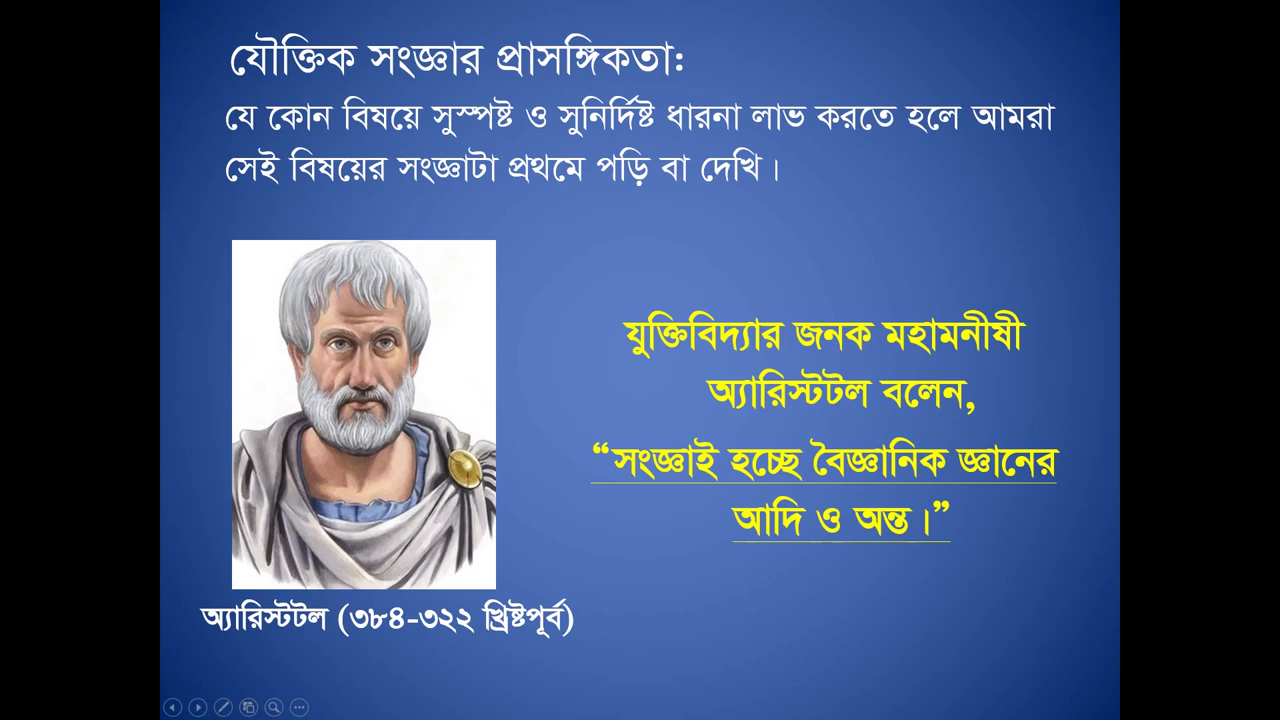 যৌক্তিক সংজ্ঞার প্রাসঙ্গিকতা:
যে কোন বিষয়ে সুস্পষ্ট ও সুনির্দিষ্ট ধারনা লাভ করতে হলে আমরা
সেই বিষয়ের সংজ্ঞাটা প্রথমে পড়ি বা দেখি।
যুক্তিবিদ্যার জনক মহামনীষী
অ্যারিস্টটল বলেন,
“সংজ্ঞাই হচ্ছে বৈজ্ঞানিক জ্ঞানের
আদি ও অন্ত।”
অ্যারিস্টটল (৩৮৪-৩২২ খ্রিষ্টপূর্ব)